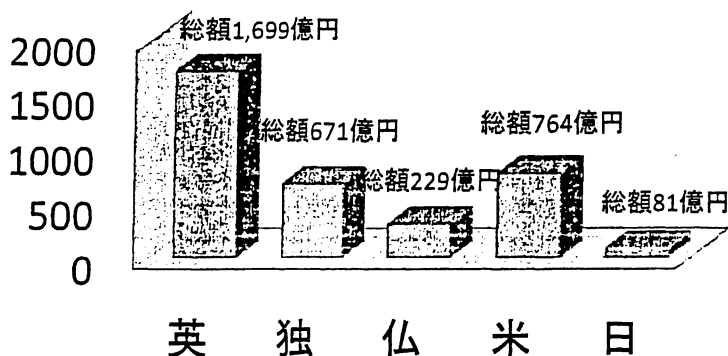 総額1,699億円
2000
1500
1000
500
0
総額671億円
総額229億円
総額764億円
総額81億円
英 独 仏 米 日